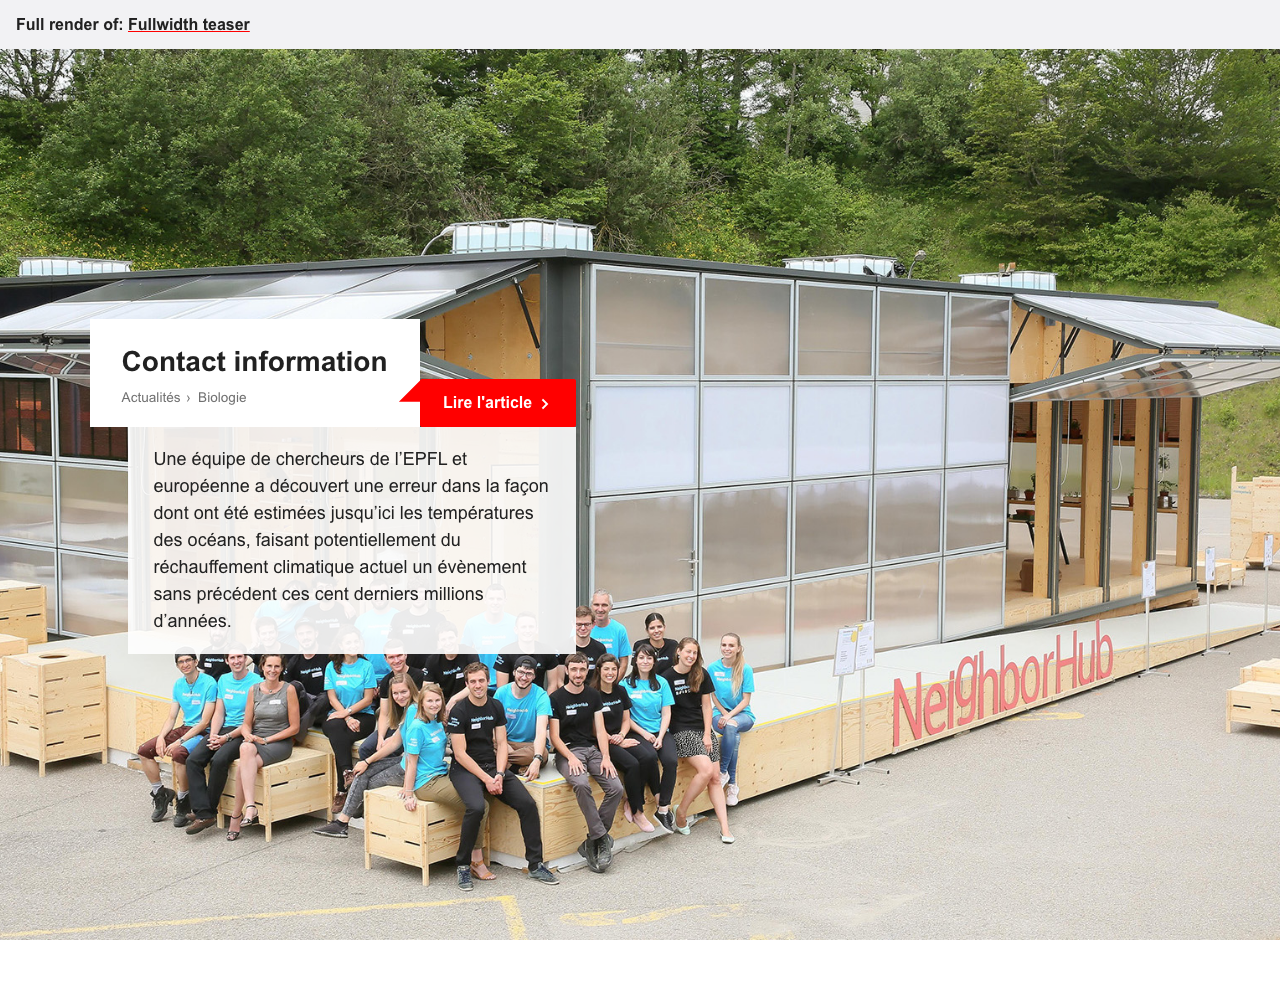 Full render of: Fullwidth teaser
Contact information
Actualités › Biologie
Lire l'article
Une équipe de chercheurs de l’EPFL et
européenne a découvert une erreur dans la façon
dont ont été estimées jusqu’ici les températures
des océans, faisant potentiellement du
réchauffement climatique actuel un évènement
sans précédent ces cent derniers millions
d’années.
NeighborHub